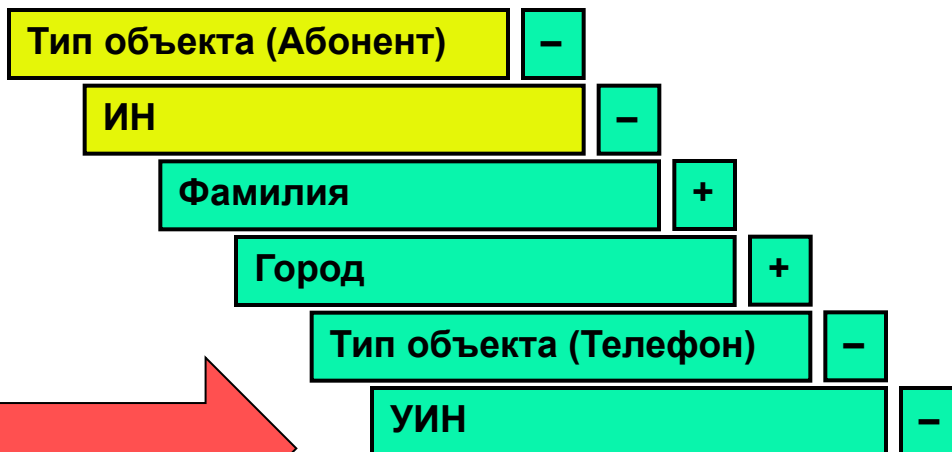 Тип объекта (Абонент) –
ИН –
Фамилия +
Город +
Тип объекта (Телефон) –
УИН –